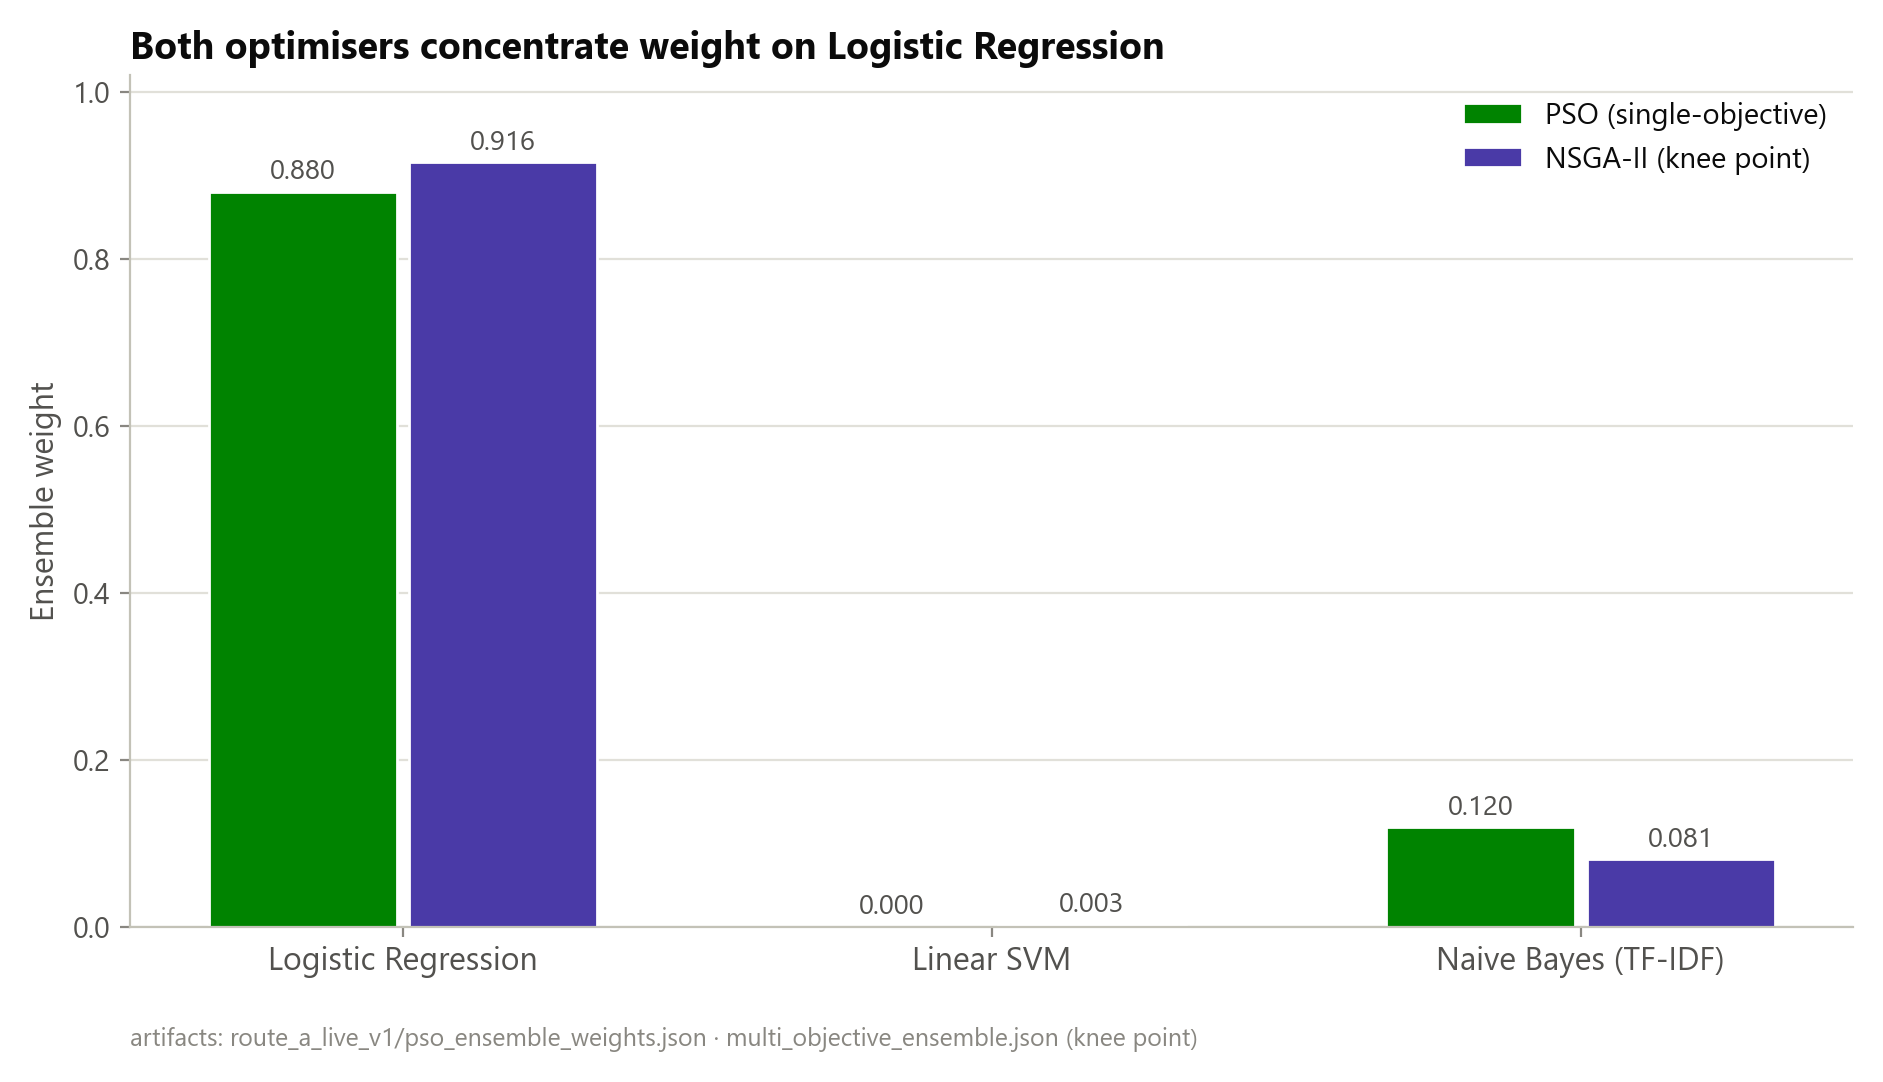 Both optimisers concentrate weight on Logistic Regression
PSO (single-objective)
NSGA-II (knee point)
Ensemble weight
1.0
0.8
0.6
0.4
0.2
0.0
0.880
0.916
0.000
0.003
0.120
0.081
Logistic Regression
Linear SVM
Naive Bayes (TF-IDF)
artifacts: route_a_live_v1/pso_ensemble_weights.json · multi_objective_ensemble.json (knee point)